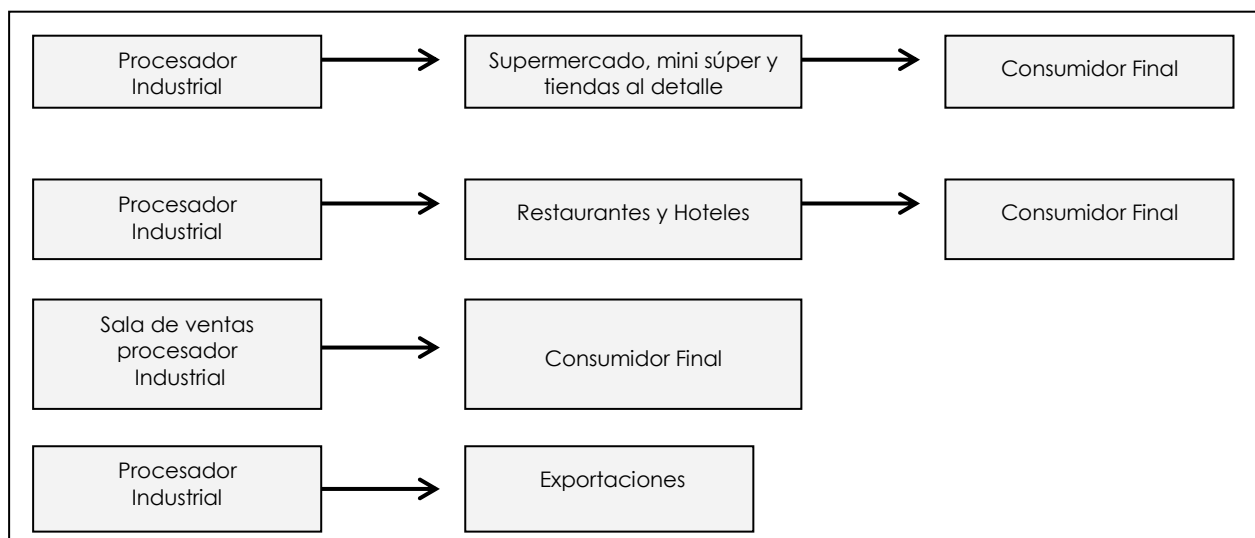 Procesador
Industrial
Supermercado, mini súper y
tiendas al detalle
Consumidor Final
Procesador
Industrial
Restaurantes y Hoteles
Consumidor Final
Sala de ventas
procesador
Industrial
Consumidor Final
Procesador
Industrial
Exportaciones